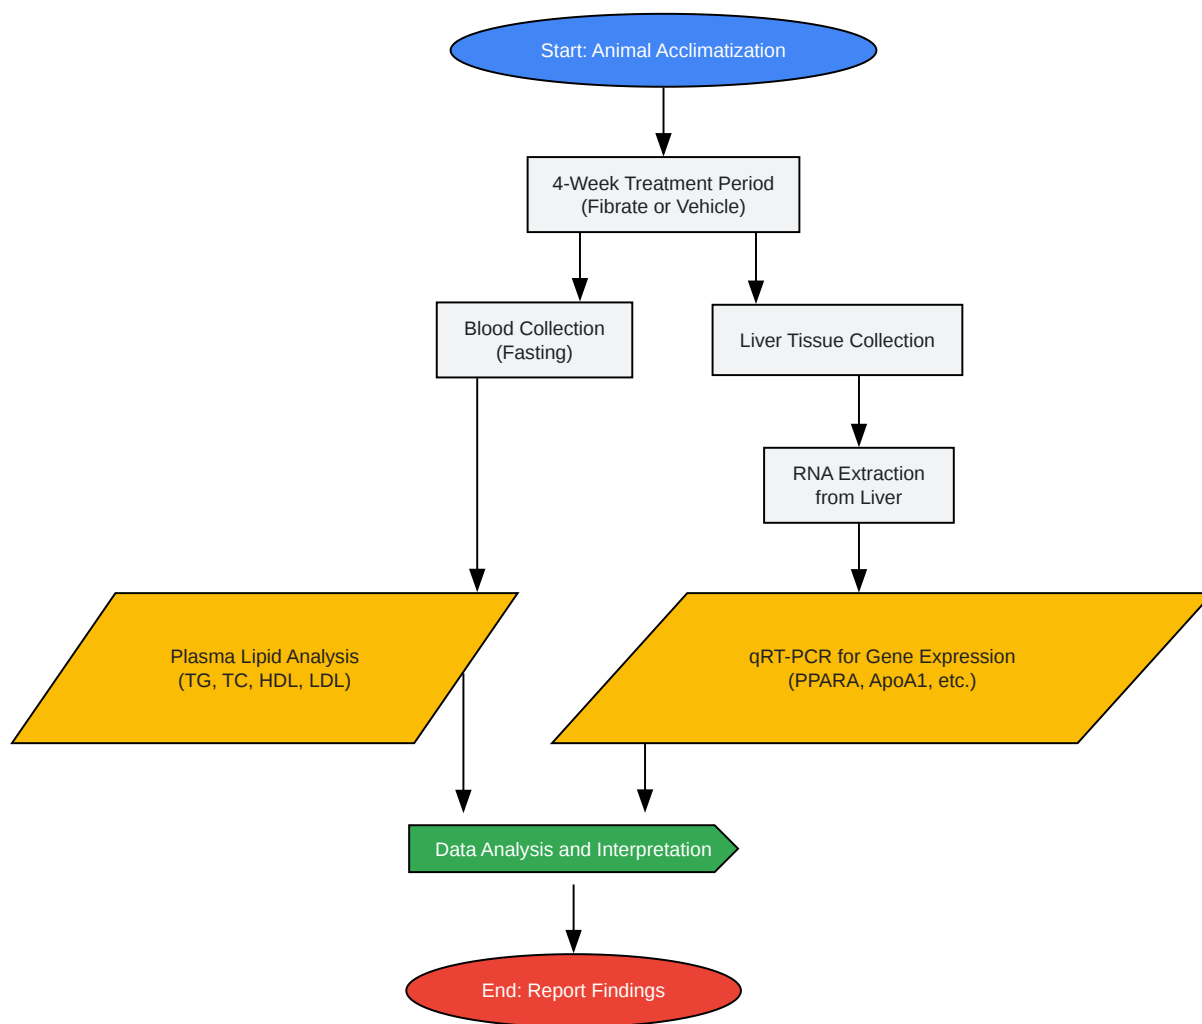 Start: Animal Acclimatization
4-Week Treatment Period
(Fibrate or Vehicle)
Blood Collection
(Fasting)
Liver Tissue Collection
RNA Extraction
from Liver
Plasma Lipid Analysis
(TG, TC, HDL, LDL)
qRT-PCR for Gene Expression
(PPARA, ApoA1, etc.)
Data Analysis and Interpretation
End: Report Findings